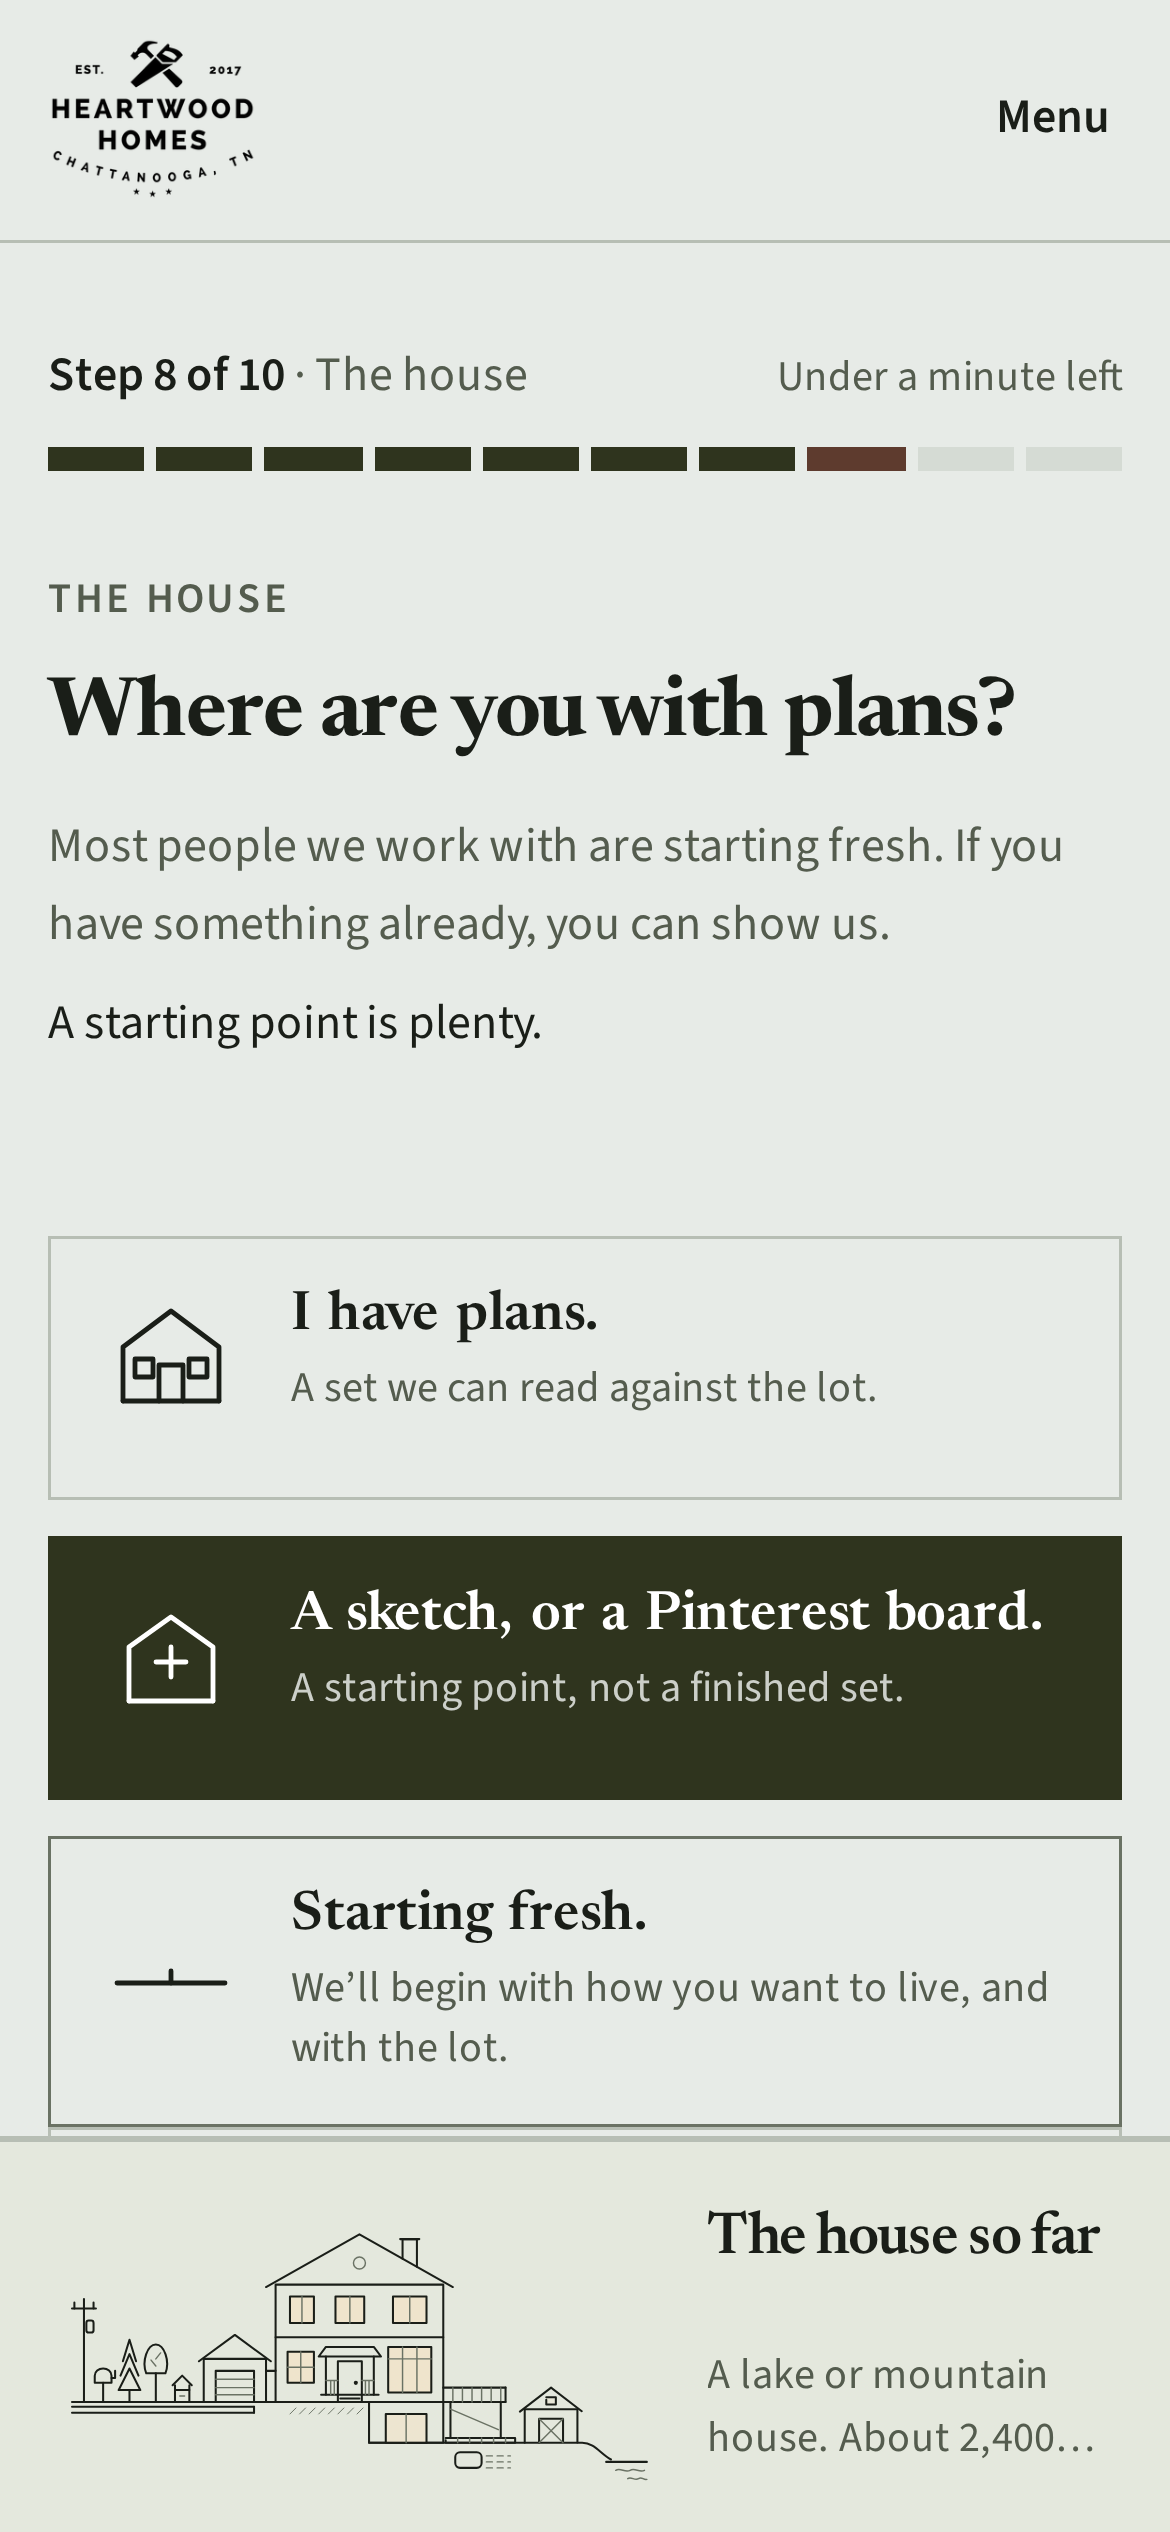 EST. 2017
HEARTWOOD
HOMES
CHATTANOOGA, TN
Menu
Step 8 of 10 · The house
Under a minute left
THE HOUSE
Where are you with plans?
Most people we work with are starting fresh. If you
have something already, you can show us.
A starting point is plenty.
I have plans.
A set we can read against the lot.
A sketch, or a Pinterest board.
A starting point, not a finished set.
Starting fresh.
We’ll begin with how you want to live, and
with the lot.
The house so far
A lake or mountain
house. About 2,400…